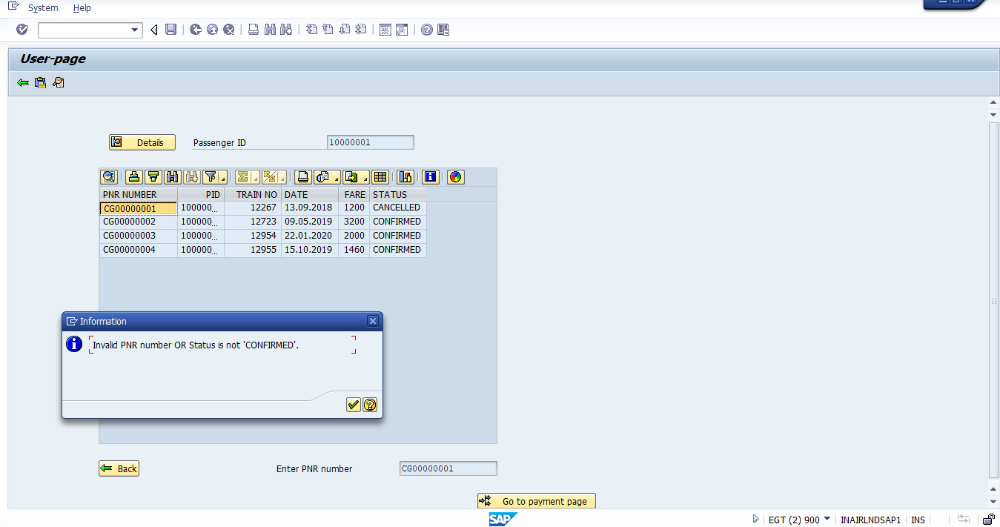 System Help
User-page
Details Passenger ID 10000001
PNR NUMBER PID TRAIN NO DATE FARE STATUS
CG00000001 100000... 12267 13.09.2018 1200 CANCELLED
CG00000002 100000... 12723 09.05.2019 3200 CONFIRMED
CG00000003 100000... 12954 22.01.2020 2000 CONFIRMED
CG00000004 100000... 12955 15.10.2019 1460 CONFIRMED
Information
Invalid PNR number OR Status is not 'CONFIRMED'.
Back Enter PNR number CG00000001
Go to payment page
SAP EGT (2) 900 INAIRLNDSAP1 INS